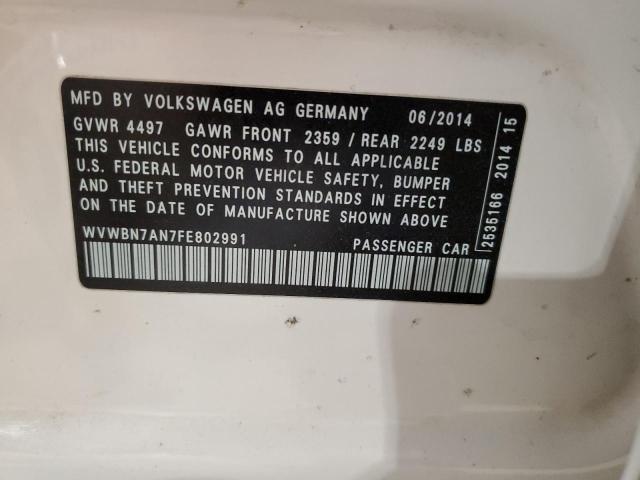 MFD BY VOLKSWAGEN AG GERMANY 06/2014
GVWR 4497 GAWR FRONT 2359 / REAR 2249 LBS
THIS VEHICLE CONFORMS TO ALL APPLICABLE
U.S. FEDERAL MOTOR VEHICLE SAFETY, BUMPER
AND THEFT PREVENTION STANDARDS IN EFFECT
ON THE DATE OF MANUFACTURE SHOWN ABOVE
WVWBN7AN7FE802991 PASSENGER CAR
2535166 2014 15